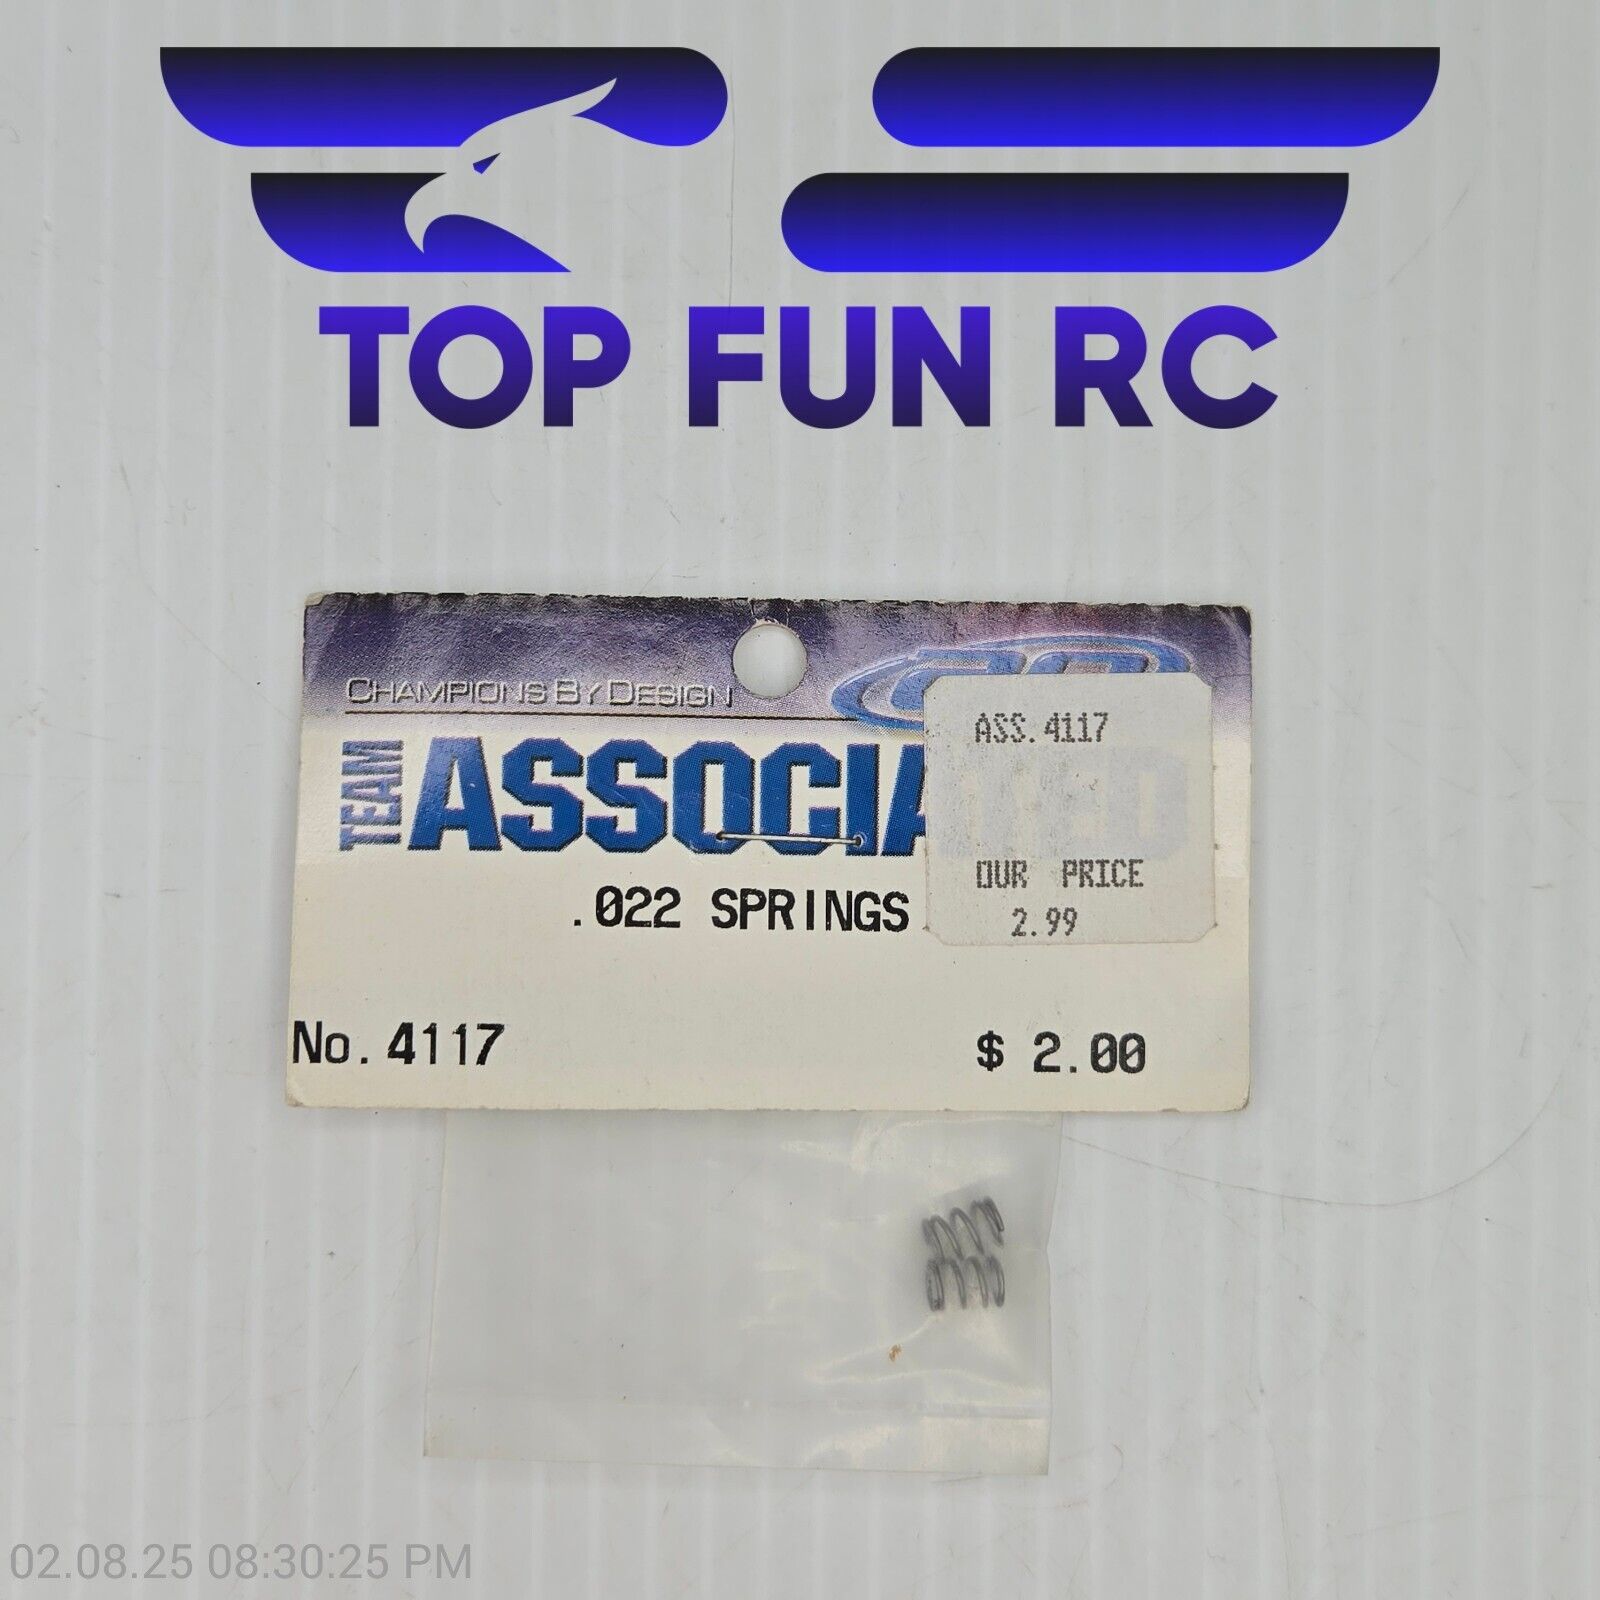 TOP FUN RC
CHAMPIONS BY DESIGN
TEAM
ASSOCIA
ASS.4117
OUR PRICE
2.99
.022 SPRINGS
No. 4117
$ 2.00
02.08.25 08:30:25 PM